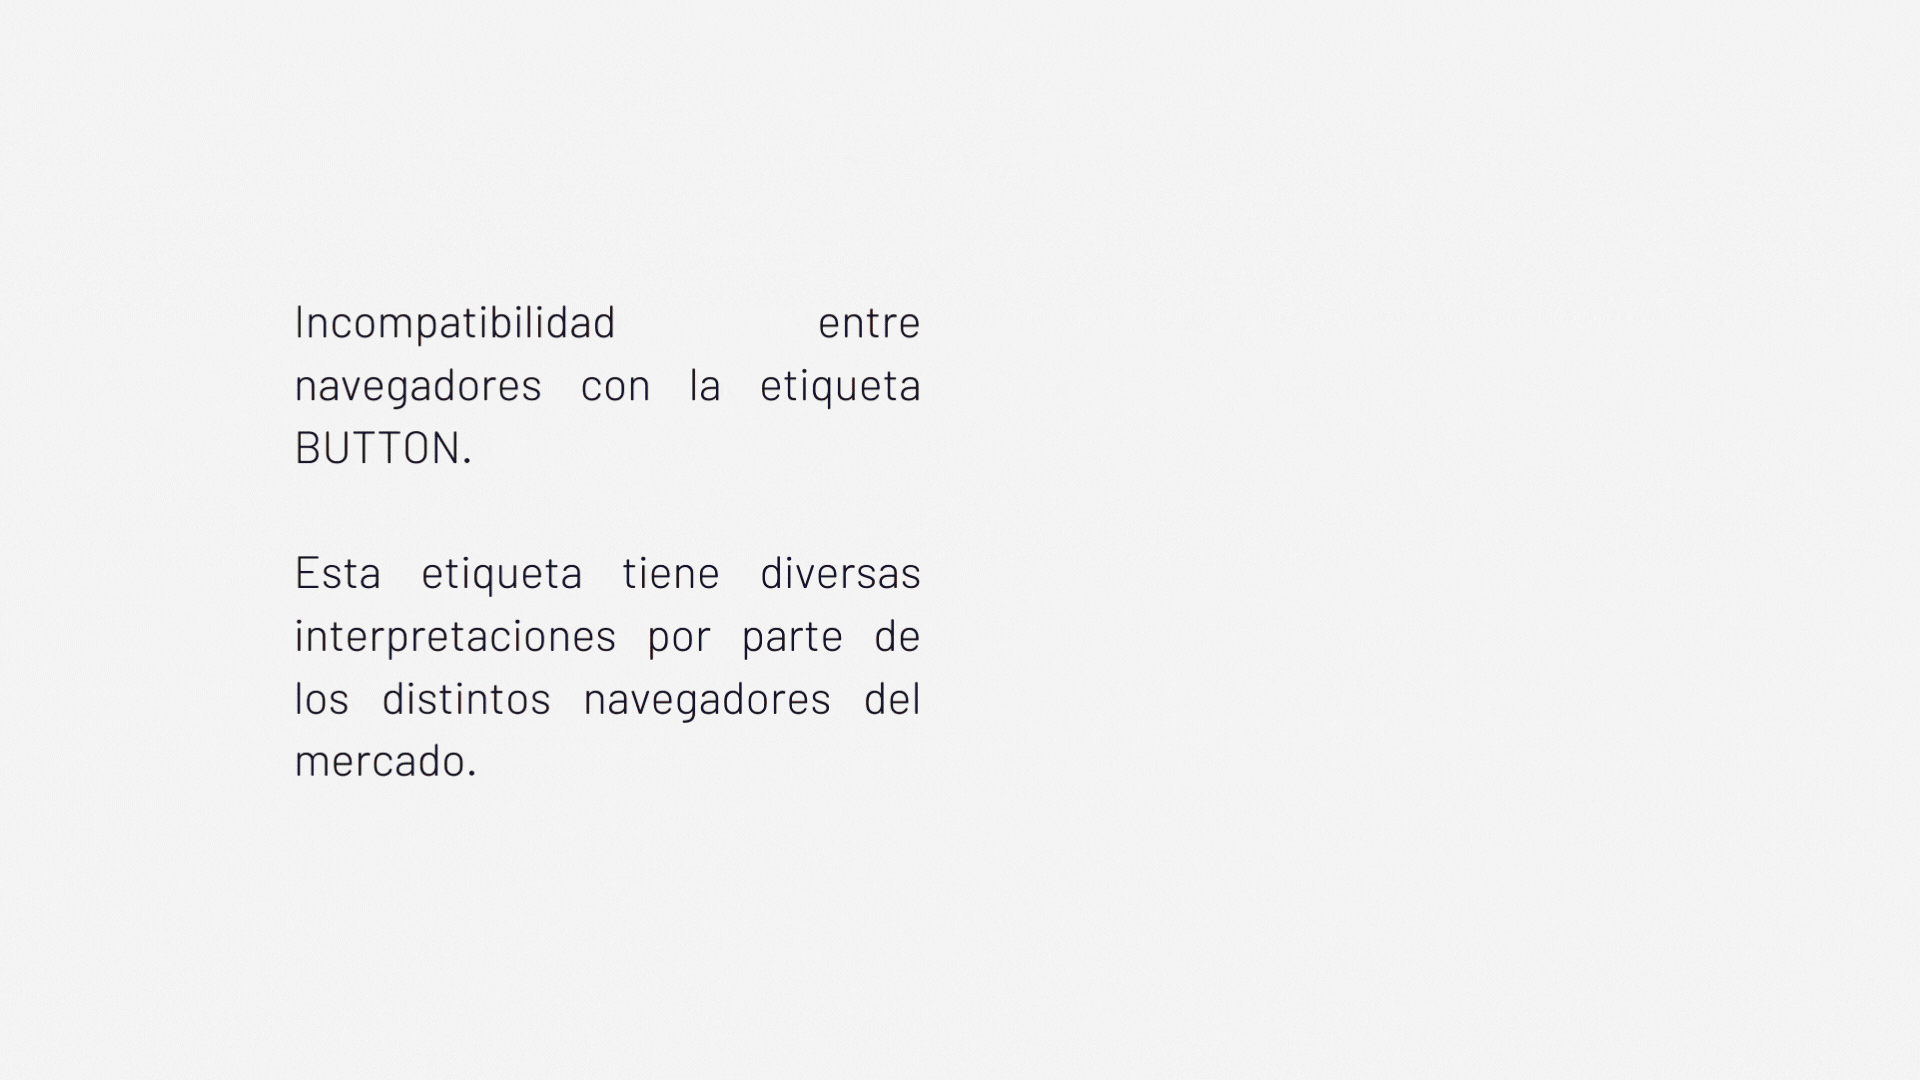 Incompatibilidad entre
navegadores con la etiqueta
BUTTON.
Esta etiqueta tiene diversas
interpretaciones por parte de
los distintos navegadores del
mercado.